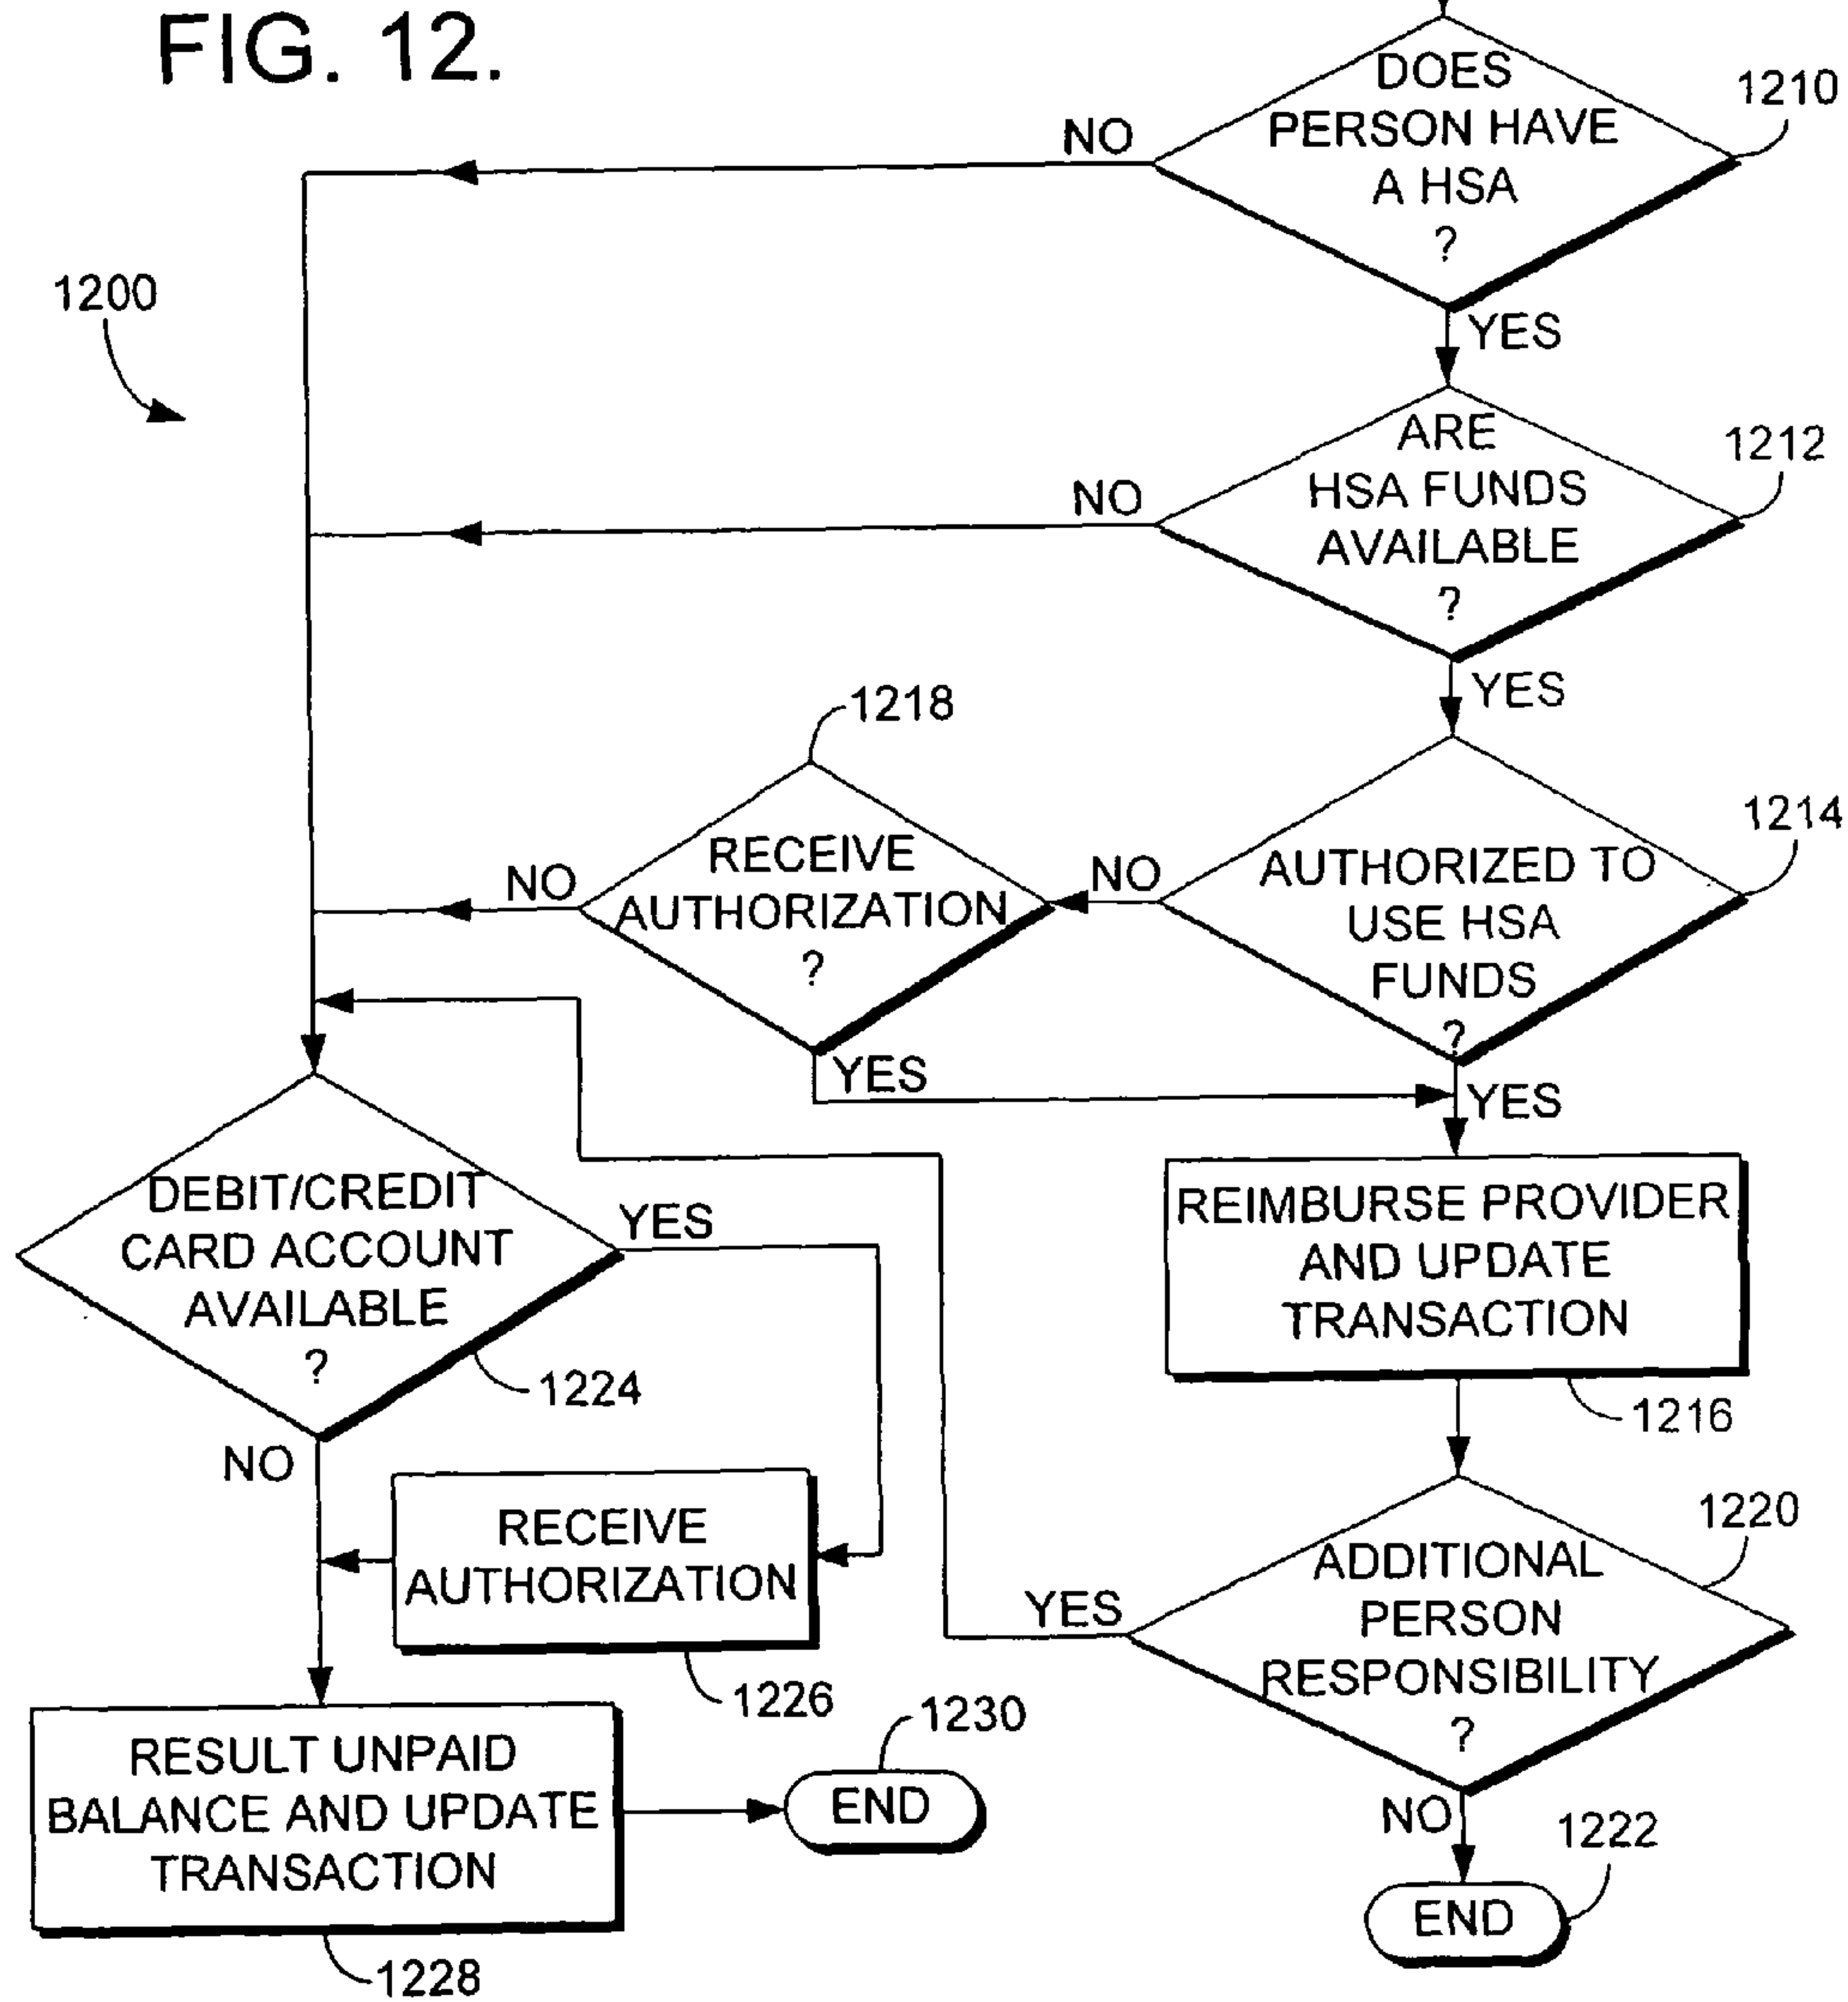 FIG. 12.
DOES
PERSON HAVE
A HSA
?
1210
NO
YES
1200
ARE
HSA FUNDS
AVAILABLE
?
1212
NO
YES
1218
RECEIVE
AUTHORIZATION
?
NO
YES
AUTHORIZED TO
USE HSA
FUNDS
?
1214
NO
YES
DEBIT/CREDIT
CARD ACCOUNT
AVAILABLE
?
1224
YES
NO
REIMBURSE PROVIDER
AND UPDATE
TRANSACTION
1216
RECEIVE
AUTHORIZATION
1226
ADDITIONAL
PERSON
RESPONSIBILITY
?
1220
YES
NO
RESULT UNPAID
BALANCE AND UPDATE
TRANSACTION
1228
END
1230
END
1222